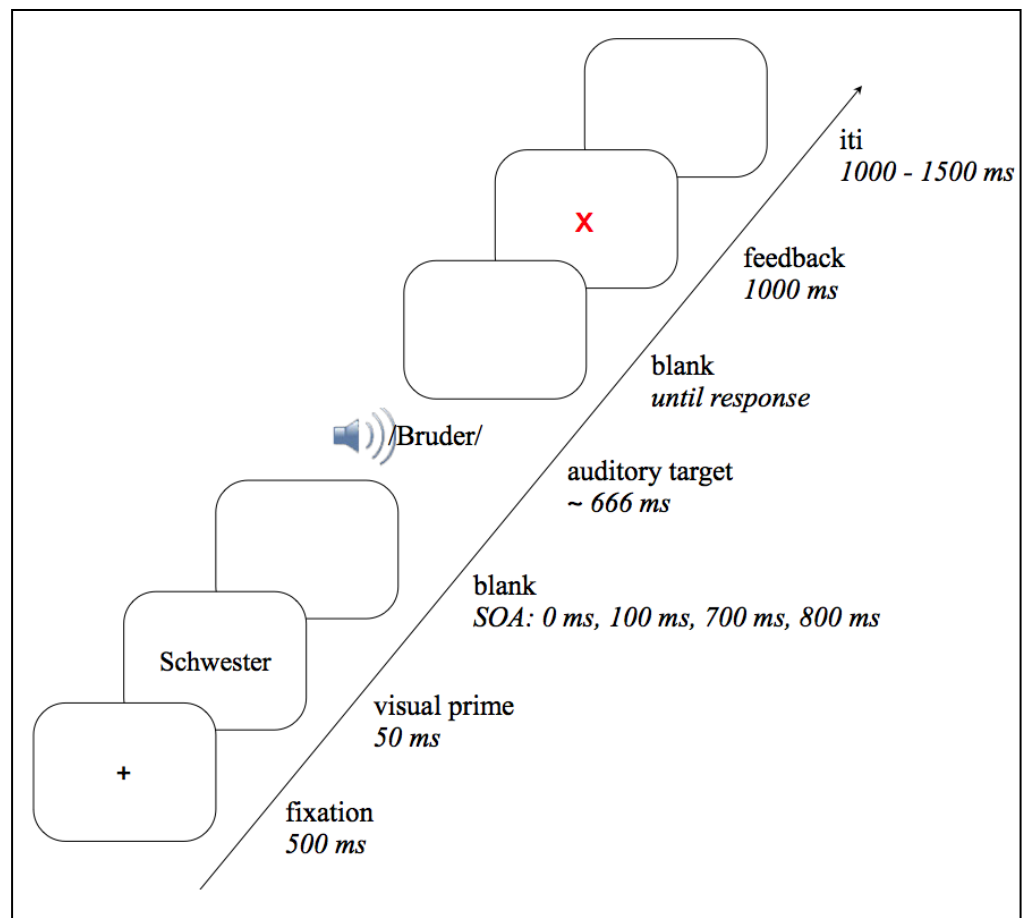 iti
1000 - 1500 ms
X
feedback
1000 ms
blank
until response
/Bruder/
auditory target
~ 666 ms
blank
SOA: 0 ms, 100 ms, 700 ms, 800 ms
Schwester
visual prime
50 ms
+
fixation
500 ms